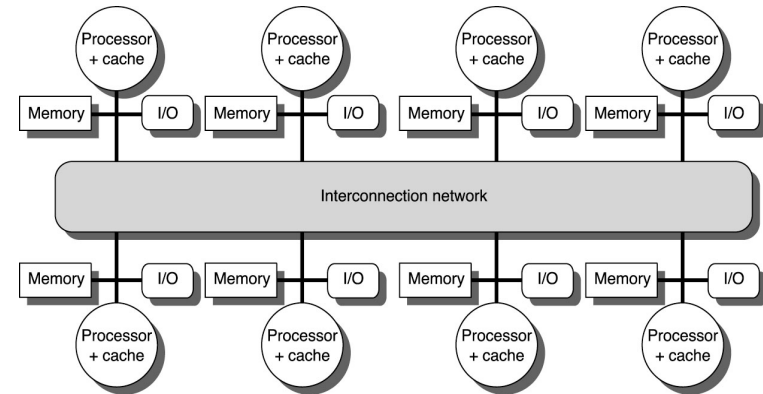 Processor
+ cache
Processor
+ cache
Processor
+ cache
Processor
+ cache
Memory
I/O
Memory
I/O
Memory
I/O
Memory
I/O
Interconnection network
Memory
I/O
Memory
I/O
Memory
I/O
Memory
I/O
Processor
+ cache
Processor
+ cache
Processor
+ cache
Processor
+ cache